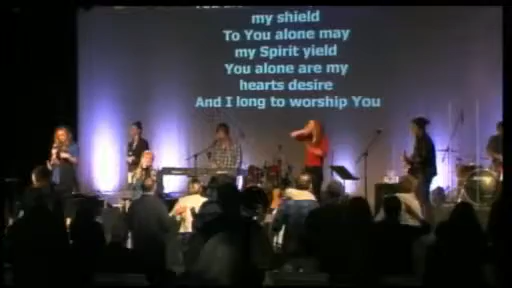 my shield
To You alone may
my Spirit yield
You alone are my
hearts desire
And I long to worship You